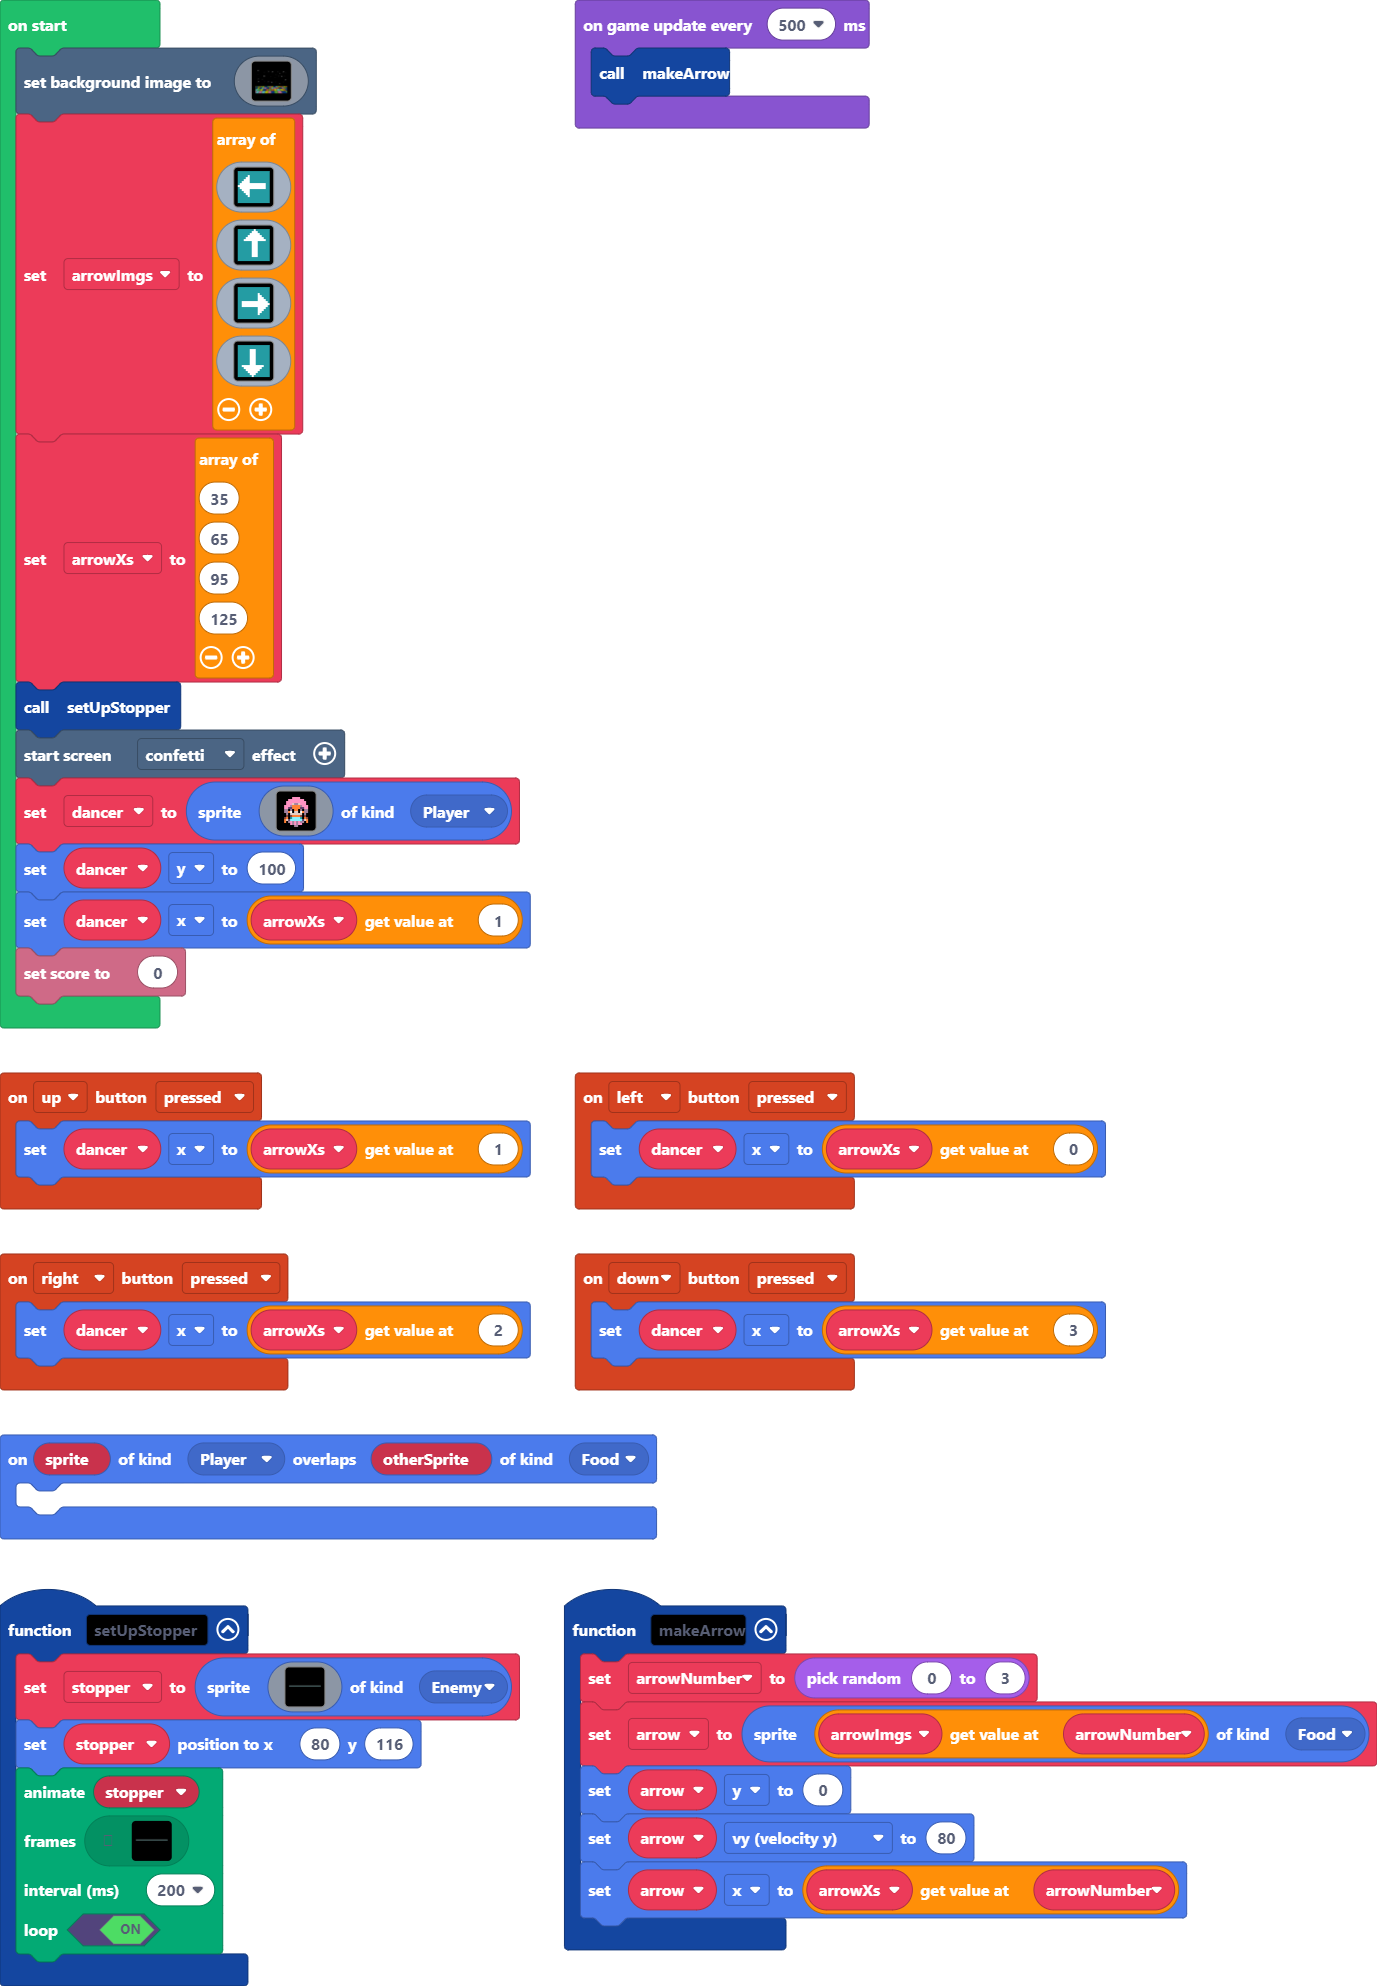 on start
set background image to
set arrowImgs to array of
set arrowXs to array of
35
65
95
125
call setUpStopper
start screen confetti effect
set dancer to sprite of kind Player
set dancer y to 100
set dancer x to arrowXs get value at 1
set score to 0
on game update every 500 ms
call makeArrow
on up button pressed
set dancer x to arrowXs get value at 1
on left button pressed
set dancer x to arrowXs get value at 0
on right button pressed
set dancer x to arrowXs get value at 2
on down button pressed
set dancer x to arrowXs get value at 3
on sprite of kind Player overlaps otherSprite of kind Food
function setUpStopper
set stopper to sprite of kind Enemy
set stopper position to x 80 y 116
animate stopper
frames
interval (ms) 200
loop ON
function makeArrow
set arrowNumber to pick random 0 to 3
set arrow to sprite arrowImgs get value at arrowNumber of kind Food
set arrow y to 0
set arrow vy (velocity y) to 80
set arrow x to arrowXs get value at arrowNumber